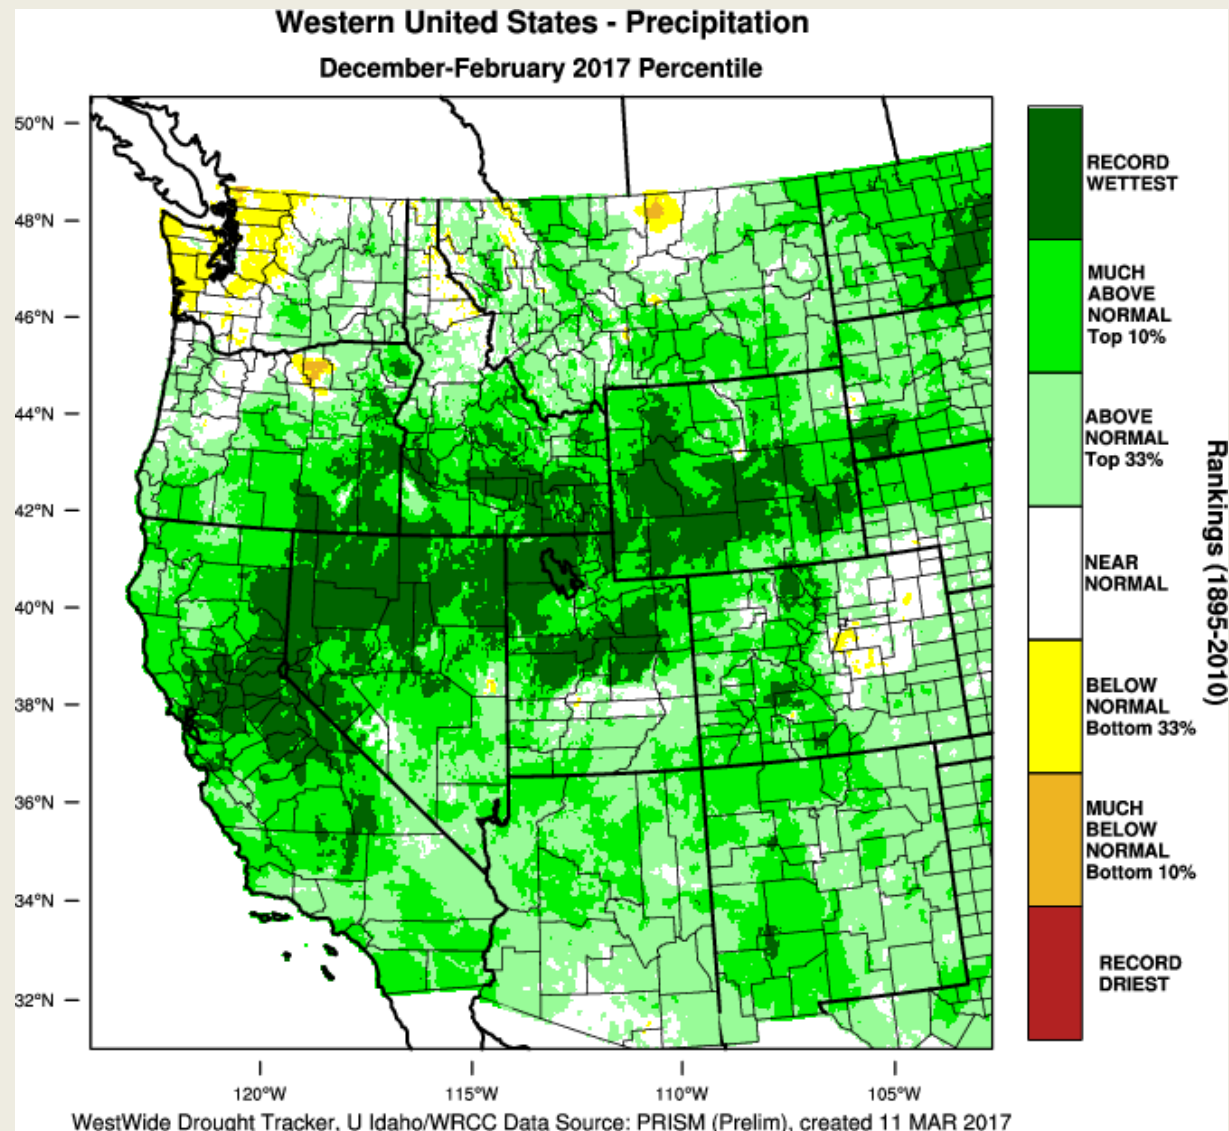 Western United States - Precipitation
December-February 2017 Percentile
50°N
48°N
46°N
44°N
42°N
40°N
38°N
36°N
34°N
32°N
120°W
115°W
110°W
105°W
RECORD
WETTEST
MUCH
ABOVE
NORMAL
Top 10%
ABOVE
NORMAL
Top 33%
NEAR
NORMAL
BELOW
NORMAL
Bottom 33%
MUCH
BELOW
NORMAL
Bottom 10%
RECORD
DRIEST
Rankings (1895-2010)
WestWide Drought Tracker, U Idaho/WRCC Data Source: PRISM (Prelim), created 11 MAR 2017